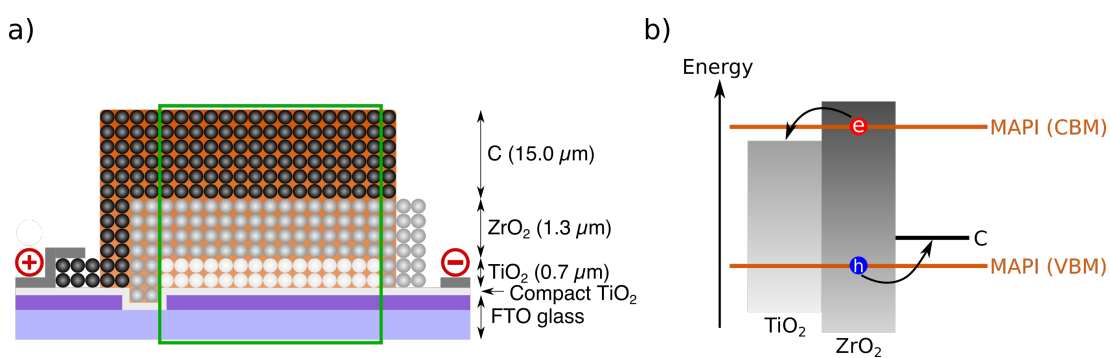 a)
C (15.0 µm)
ZrO₂ (1.3 µm)
TiO₂ (0.7 µm)
Compact TiO₂
FTO glass
+
−
b)
Energy
e
MAPI (CBM)
C
h
MAPI (VBM)
TiO₂
ZrO₂